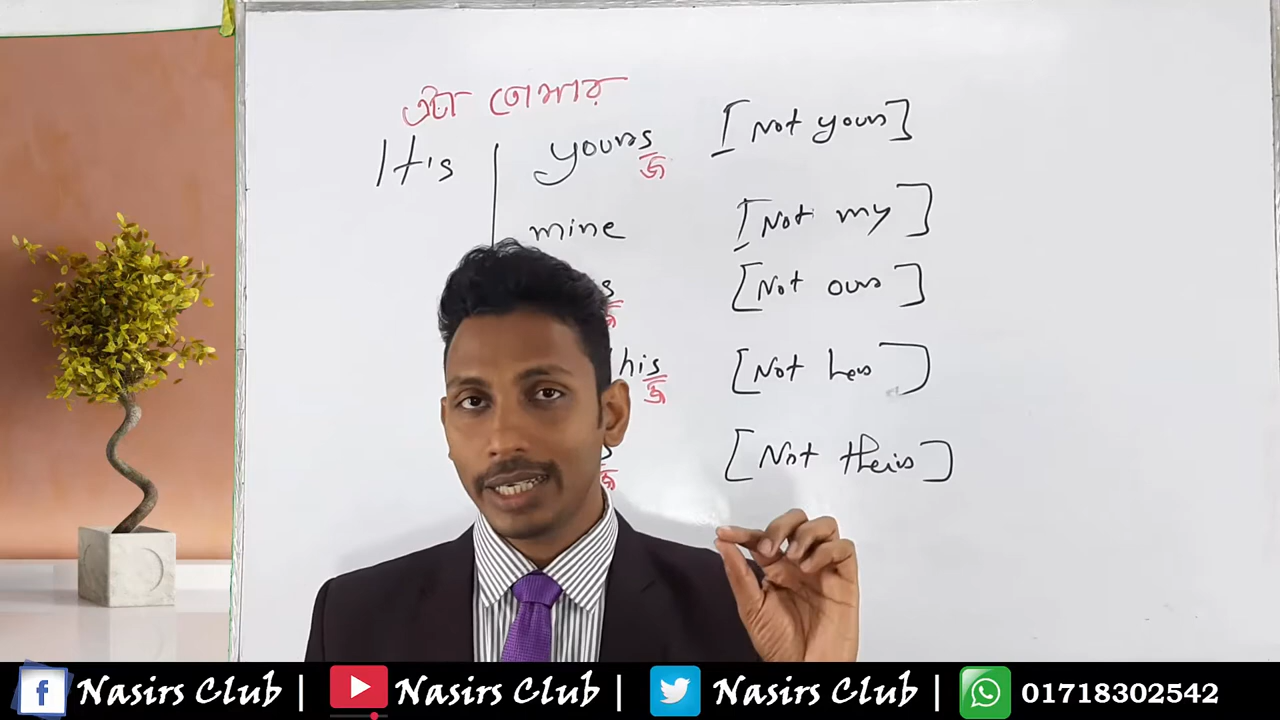 এটা তোমার
It's | yours [Not yours]
জ
mine [Not my]
s [Not ours]
জ
his [Not hers]
জ
s [Not theirs]
জ
f Nasirs Club | Nasirs Club | Nasirs Club | 01718302542